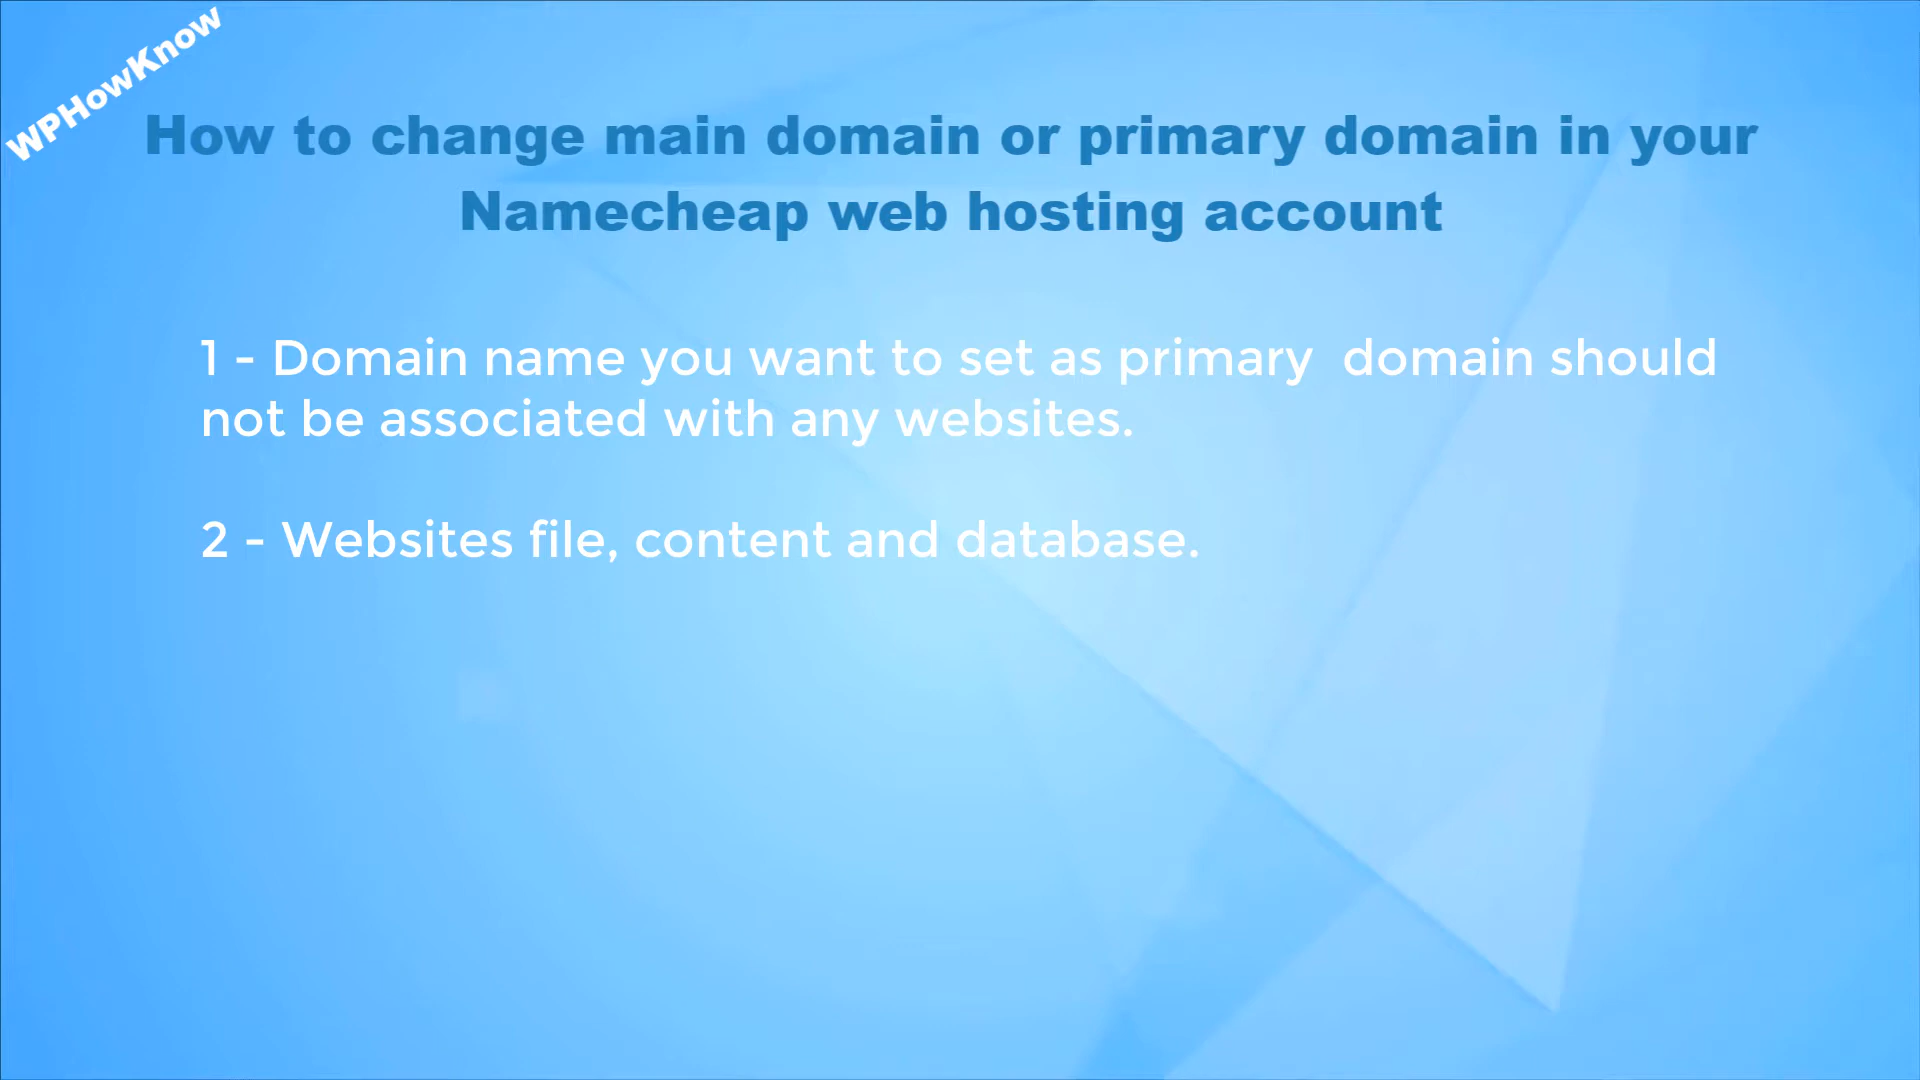 WPHowKnow
How to change main domain or primary domain in your
Namecheap web hosting account
1 - Domain name you want to set as primary  domain should
not be associated with any websites.
2 - Websites file, content and database.